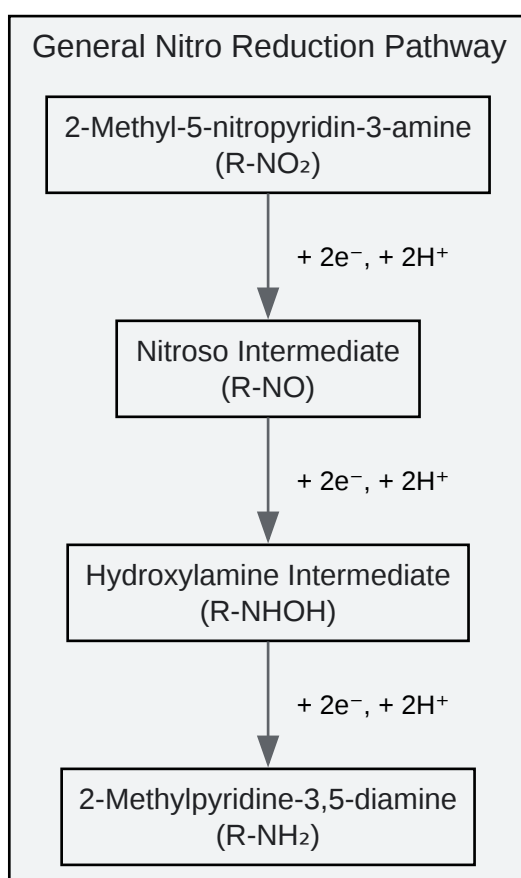 General Nitro Reduction Pathway
2-Methyl-5-nitropyridin-3-amine
(R-NO₂)
+ 2e⁻, + 2H⁺
Nitroso Intermediate
(R-NO)
+ 2e⁻, + 2H⁺
Hydroxylamine Intermediate
(R-NHOH)
+ 2e⁻, + 2H⁺
2-Methylpyridine-3,5-diamine
(R-NH₂)